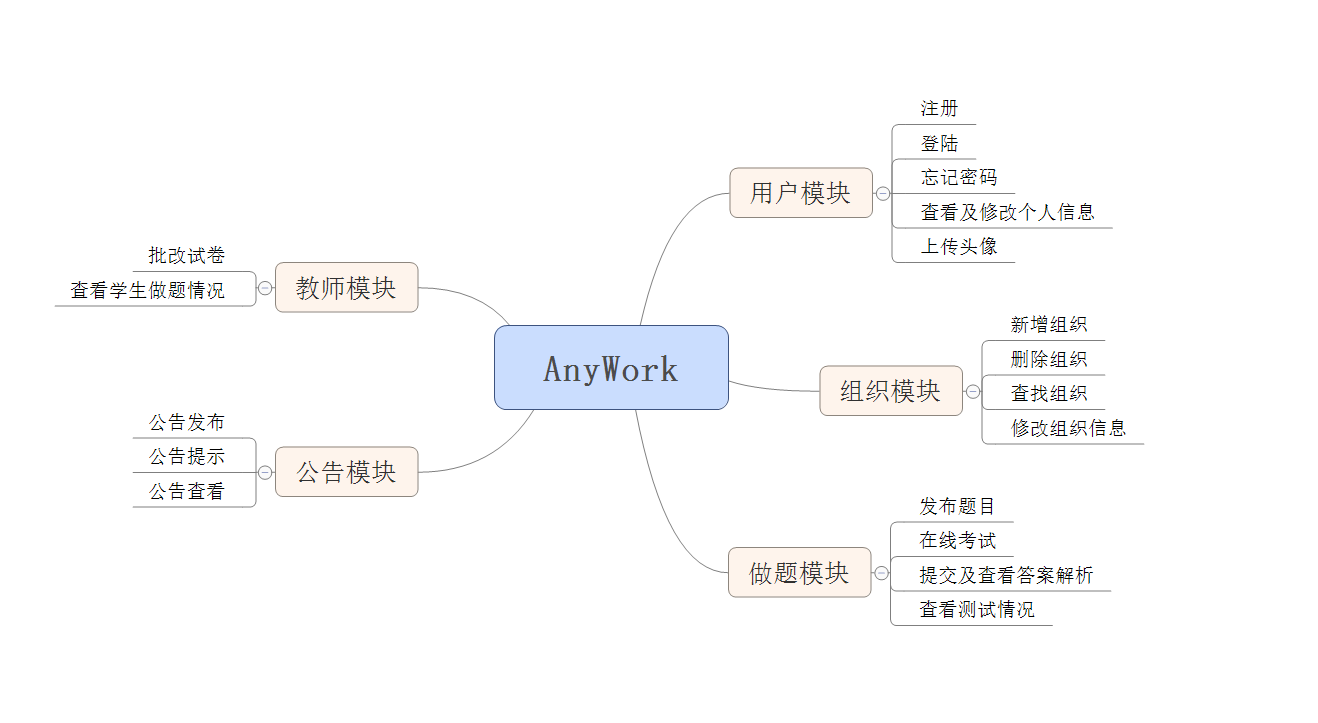 AnyWork
用户模块
注册
登陆
忘记密码
查看及修改个人信息
上传头像
组织模块
新增组织
删除组织
查找组织
修改组织信息
做题模块
发布题目
在线考试
提交及查看答案解析
查看测试情况
教师模块
批改试卷
查看学生做题情况
公告模块
公告发布
公告提示
公告查看